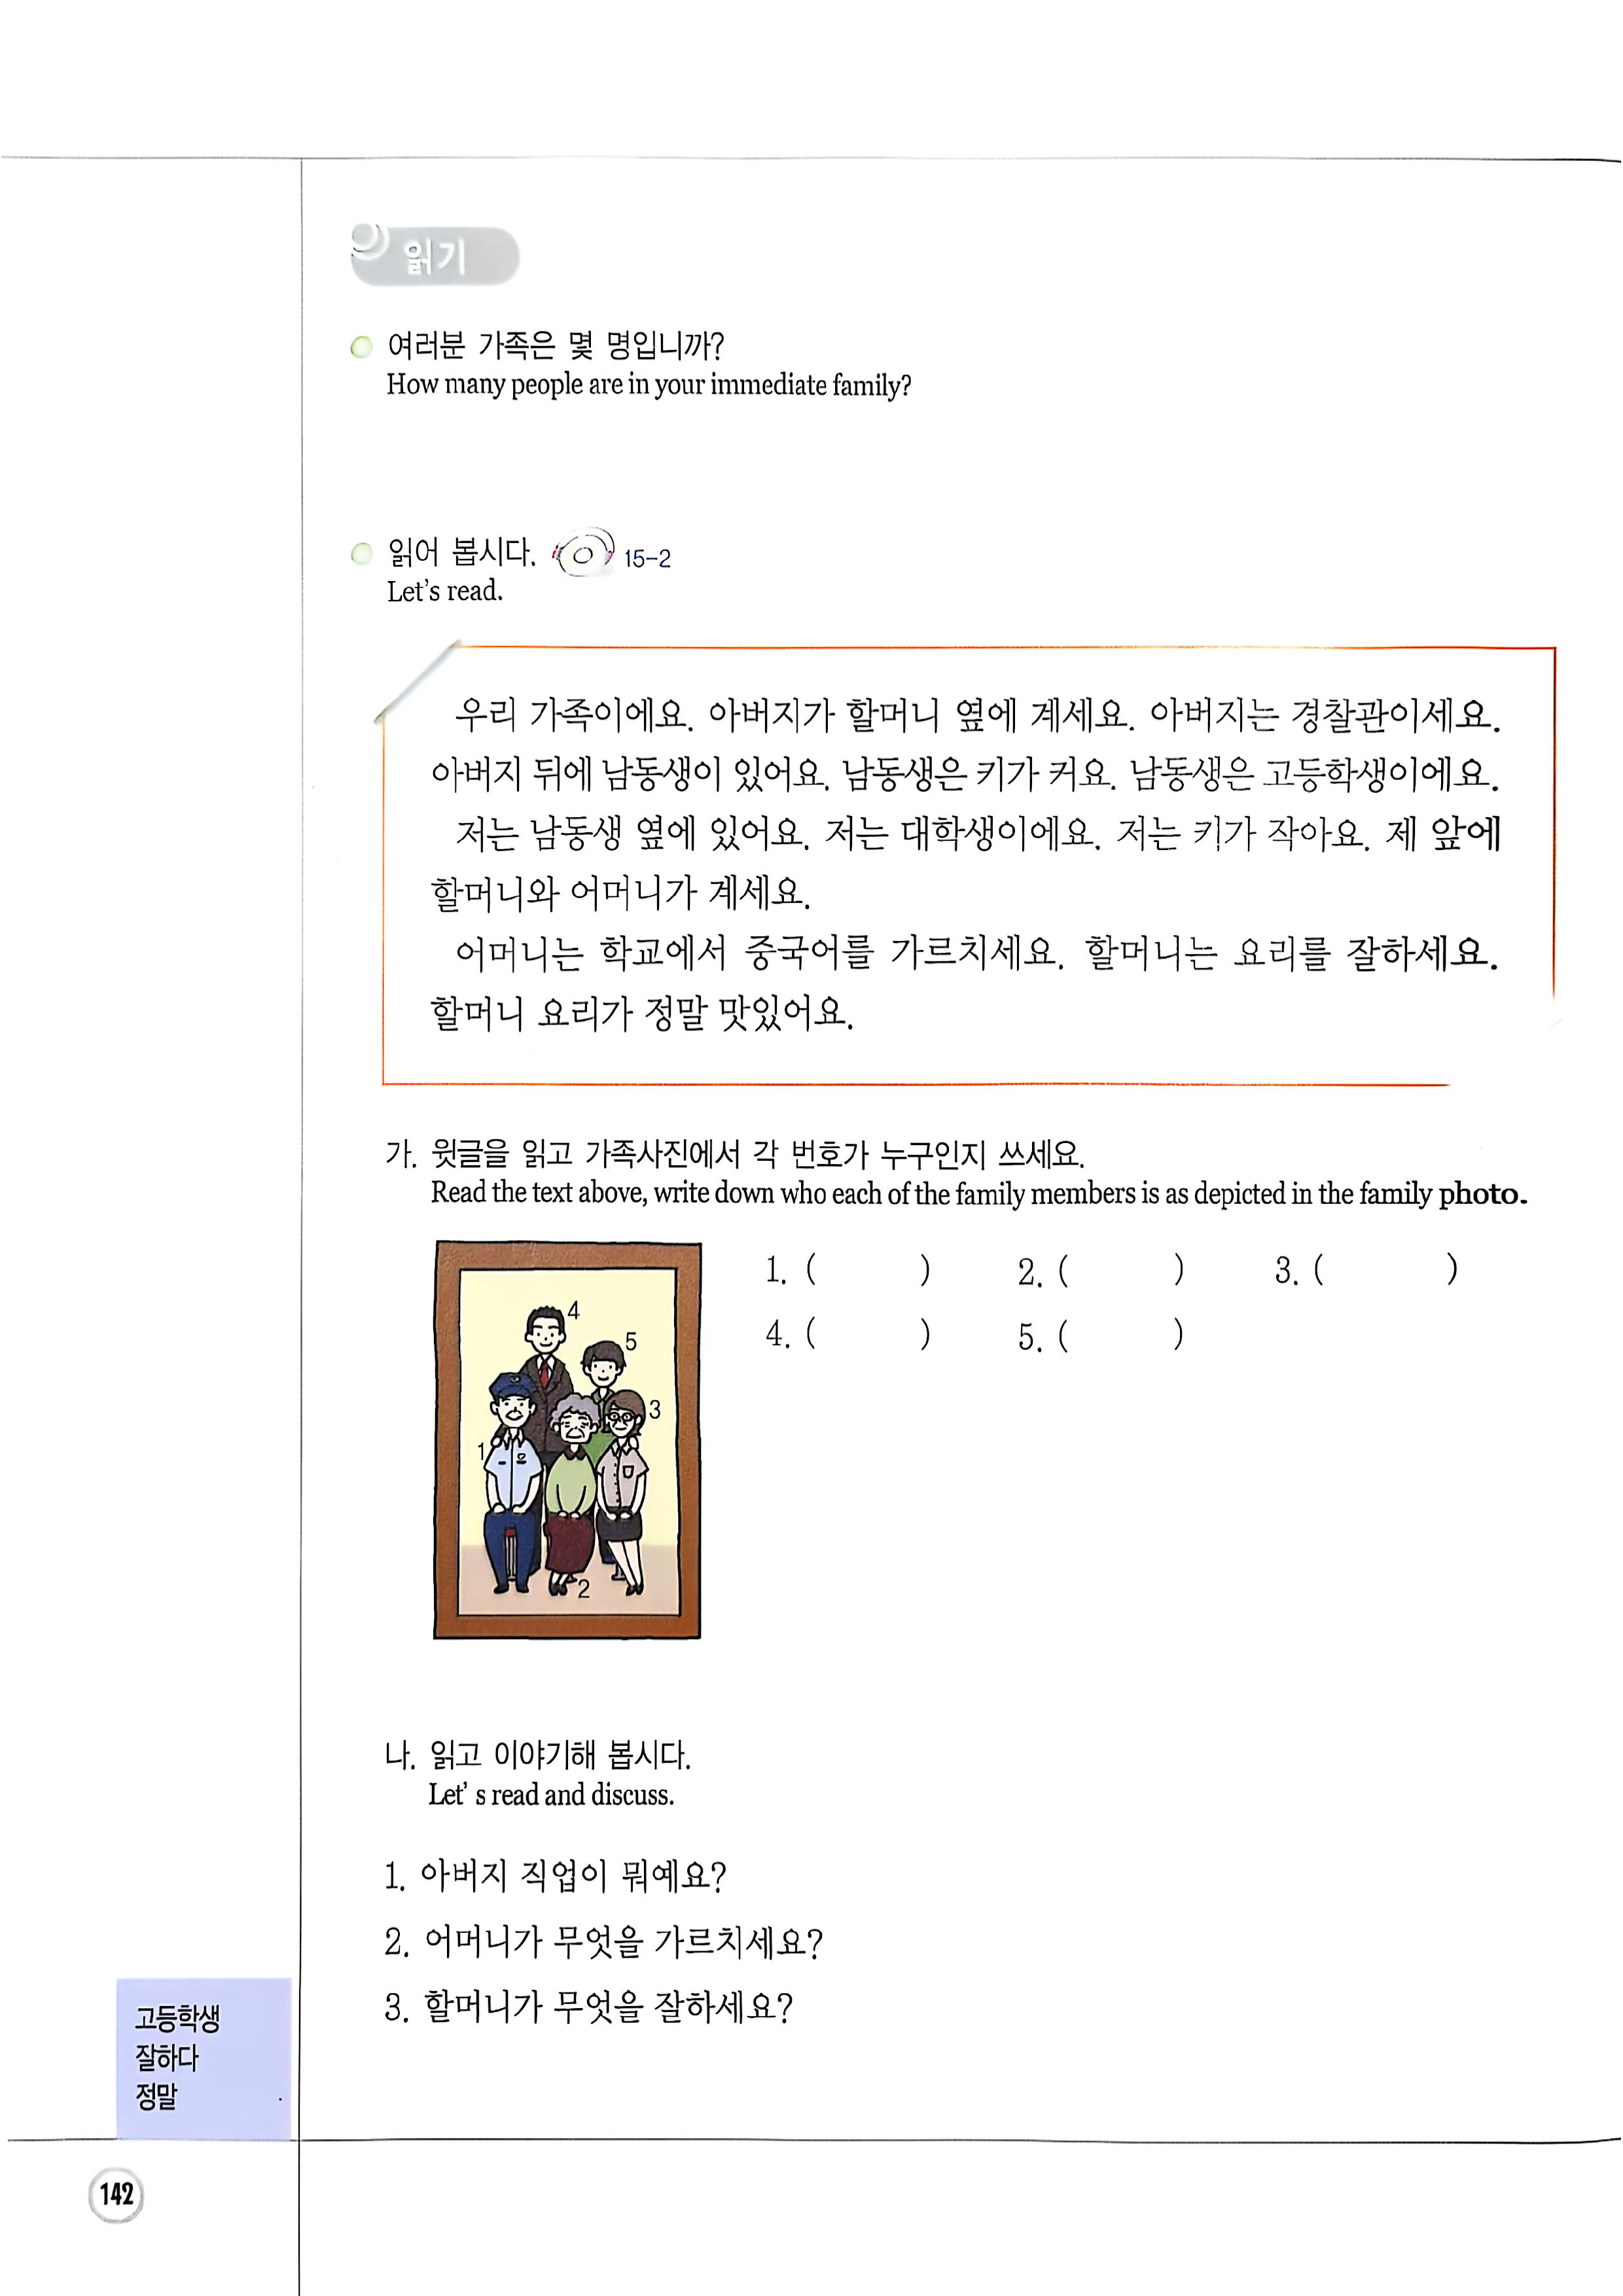 읽기
여러분 가족은 몇 명입니까?
How many people are in your immediate family?
읽어 봅시다. 15-2
Let's read.
우리 가족이에요. 아버지가 할머니 옆에 계세요. 아버지는 경찰관이세요.
아버지 뒤에 남동생이 있어요. 남동생은 키가 커요. 남동생은 고등학생이에요.
저는 남동생 옆에 있어요. 저는 대학생이에요. 저는 키가 작아요. 제 앞에
할머니와 어머니가 계세요.
어머니는 학교에서 중국어를 가르치세요. 할머니는 요리를 잘하세요.
할머니 요리가 정말 맛있어요.
가. 윗글을 읽고 가족사진에서 각 번호가 누구인지 쓰세요.
Read the text above, write down who each of the family members is as depicted in the family photo.
1. ( ) 2. ( ) 3. ( )
4. ( ) 5. ( )
4
5
3
1
2
나. 읽고 이야기해 봅시다.
Let' s read and discuss.
1. 아버지 직업이 뭐예요?
2. 어머니가 무엇을 가르치세요?
3. 할머니가 무엇을 잘하세요?
고등학생
잘하다
정말
142